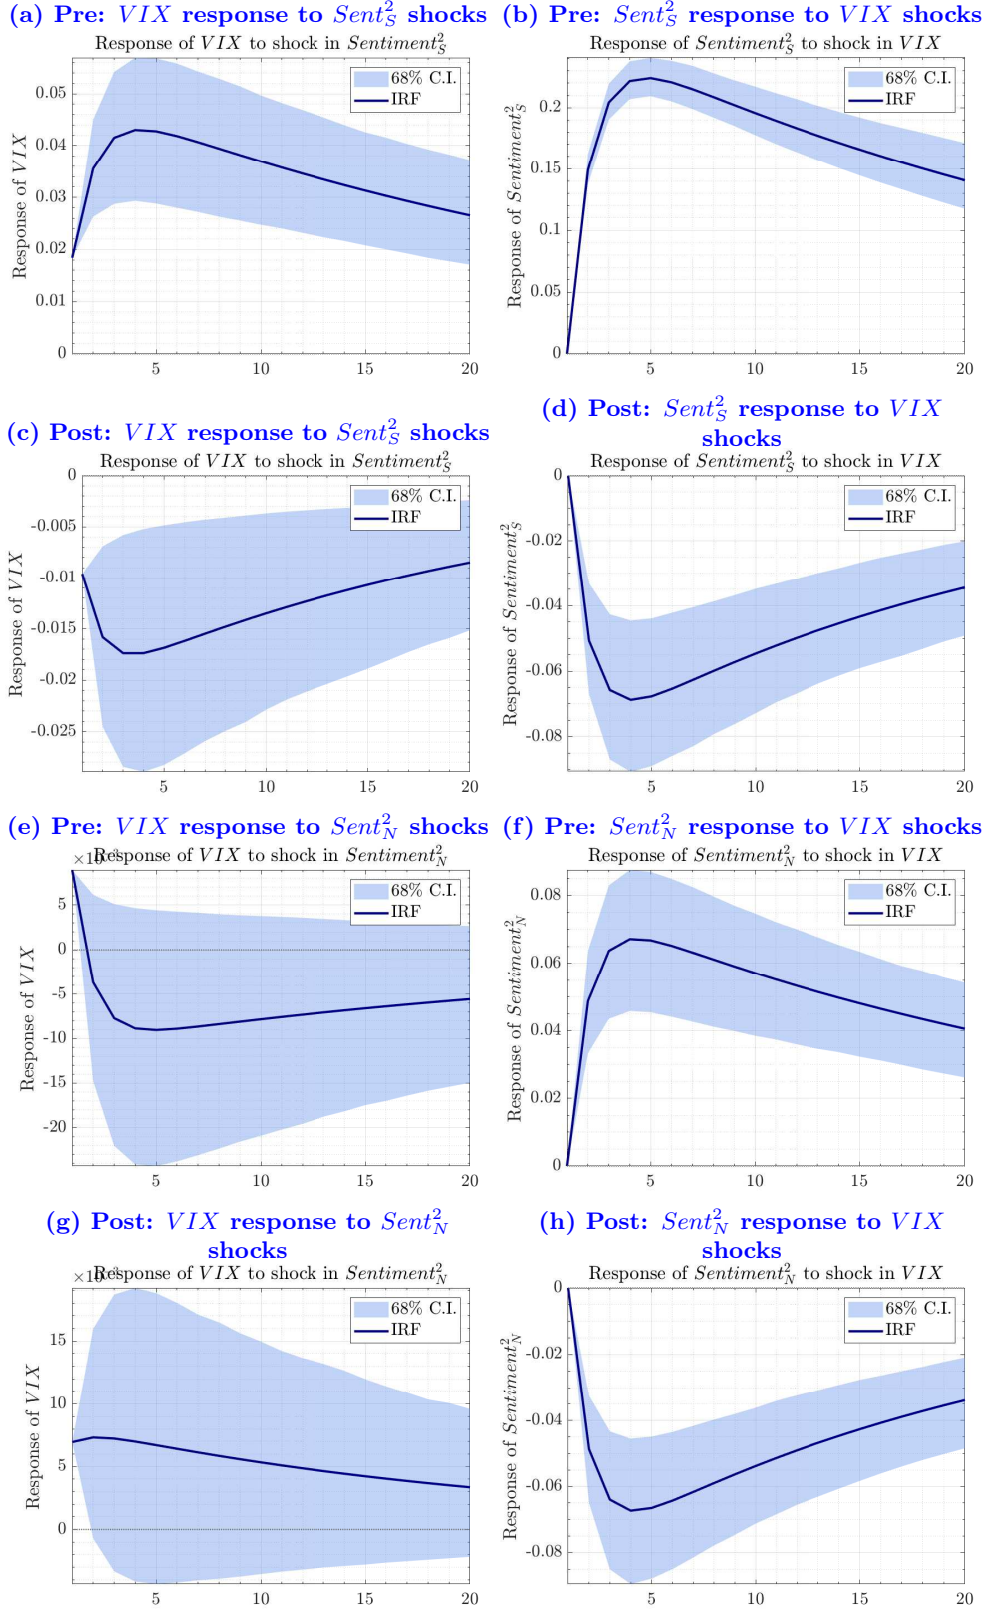 (a) Pre: VIX response to Sent²_S shocks
Response of VIX to shock in Sentiment²_S
68% C.I.
IRF
Response of VIX
0.05
0.04
0.03
0.02
0.01
0
5 10 15 20
(b) Pre: Sent²_S response to VIX shocks
Response of Sentiment²_S to shock in VIX
68% C.I.
IRF
Response of Sentiment²_S
0.2
0.15
0.1
0.05
0
5 10 15 20
(c) Post: VIX response to Sent²_S shocks
Response of VIX to shock in Sentiment²_S
68% C.I.
IRF
Response of VIX
0
-0.005
-0.01
-0.015
-0.02
-0.025
5 10 15 20
(d) Post: Sent²_S response to VIX
shocks
Response of Sentiment²_S to shock in VIX
68% C.I.
IRF
Response of Sentiment²_S
0
-0.02
-0.04
-0.06
-0.08
5 10 15 20
(e) Pre: VIX response to Sent²_N shocks
Response of VIX to shock in Sentiment²_N
68% C.I.
IRF
Response of VIX
5
0
-5
-10
-15
-20
5 10 15 20
(f) Pre: Sent²_N response to VIX shocks
Response of Sentiment²_N to shock in VIX
68% C.I.
IRF
Response of Sentiment²_N
0.08
0.06
0.04
0.02
0
5 10 15 20
(g) Post: VIX response to Sent²_N
shocks
Response of VIX to shock in Sentiment²_N
68% C.I.
IRF
Response of VIX
15
10
5
0
5 10 15 20
(h) Post: Sent²_N response to VIX
shocks
Response of Sentiment²_N to shock in VIX
68% C.I.
IRF
Response of Sentiment²_N
0
-0.02
-0.04
-0.06
-0.08
5 10 15 20